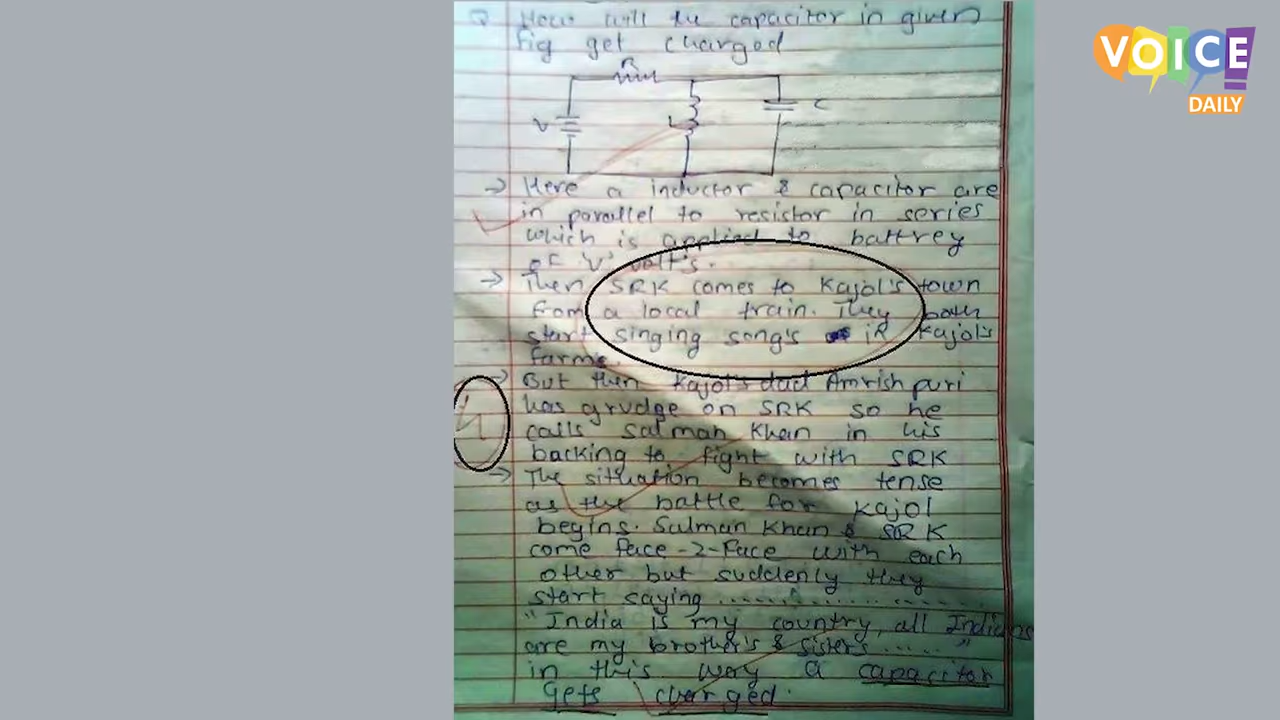 VOICE!
DAILY
Q How will the capacitor in given
fig get charged
R
V
L
C
→ Here a inductor & capacitor are
in parallel to resistor in series
which is applied to battrey
of 'V' volt's.
→ Then SRK comes to Kajol's town
from a local train. They both
start singing song's in Kajol's
farms.
→ But then Kajol's dad Amrish puri
has grudge on SRK so he
calls Salman Khan in his
backing to fight with SRK
→ The situation becomes tense
as the battle for Kajol
begins. Salman Khan & SRK
come face-2-Face with each
other but suddenly they
start saying ......................
"India is my country, all Indians
are my brother's & sister's ......"
in this way a capacitor
gets charged.